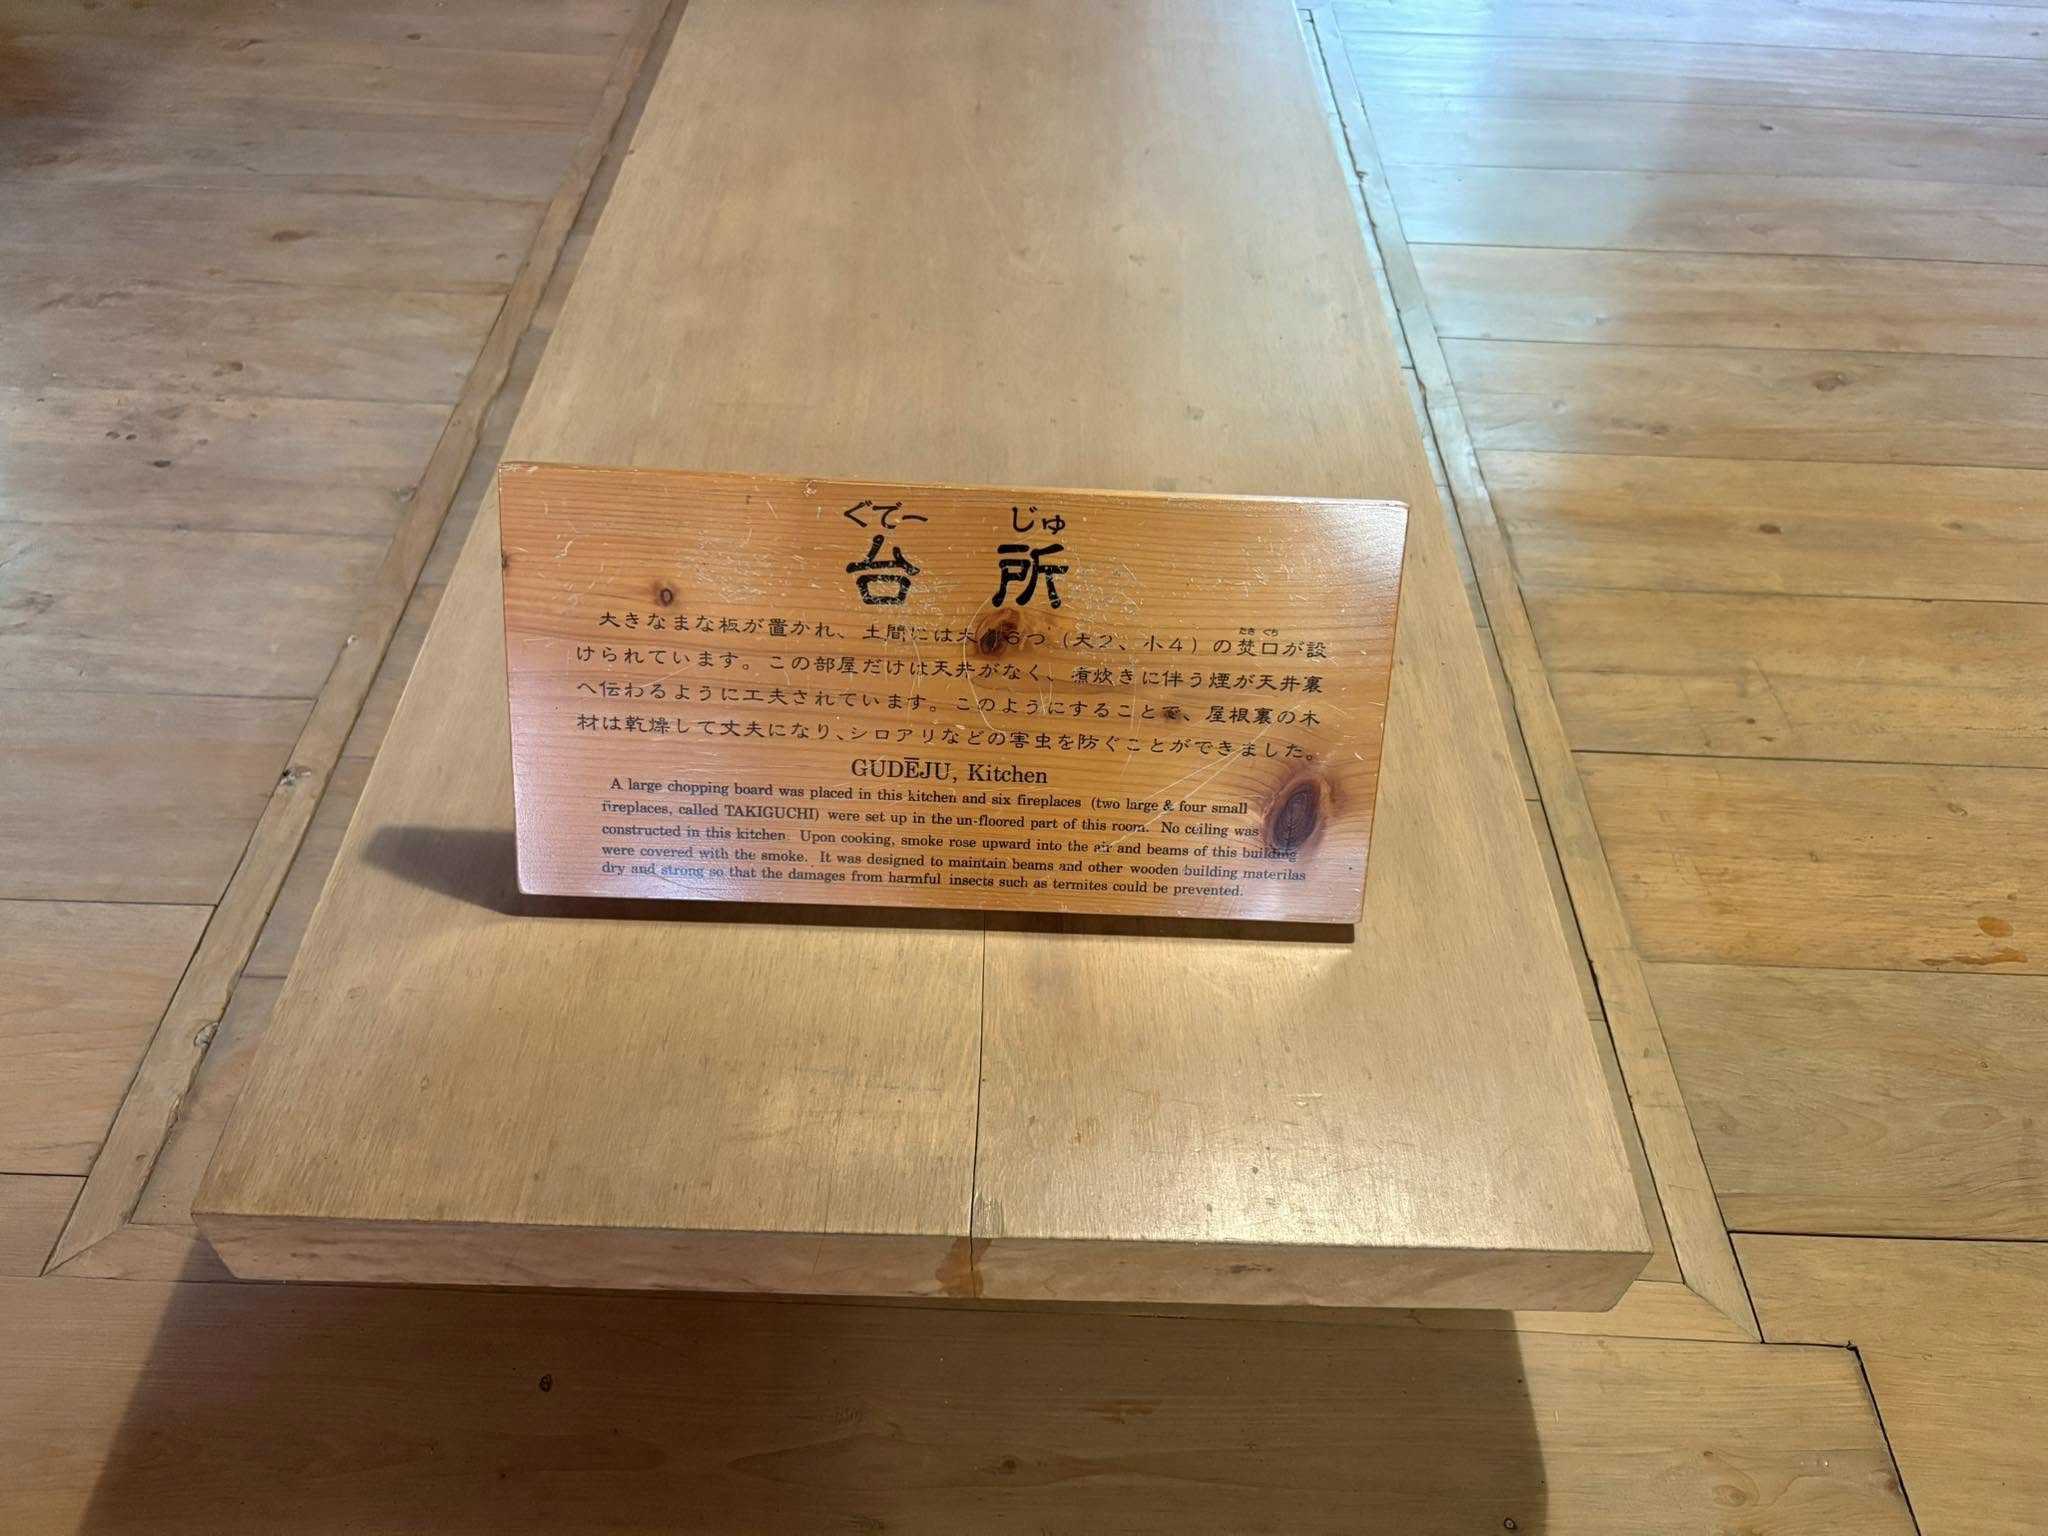 ぐでー じゅ
台所
大きなまな板が置かれ、土間には大小6つ（大2、小4）の焚口が設
たき ぐち
けられています。この部屋だけは天井がなく、煮炊きに伴う煙が天井裏
へ伝わるように工夫されています。このようにすることで、屋根裏の木
材は乾燥して丈夫になり、シロアリなどの害虫を防ぐことができました。
GUDĒJU, Kitchen
A large chopping board was placed in this kitchen and six fireplaces (two large & four small
fireplaces, called TAKIGUCHI) were set up in the un-floored part of this room. No ceiling was
constructed in this kitchen. Upon cooking, smoke rose upward into the air and beams of this building
were covered with the smoke. It was designed to maintain beams and other wooden building materilas
dry and strong so that the damages from harmful insects such as termites could be prevented.